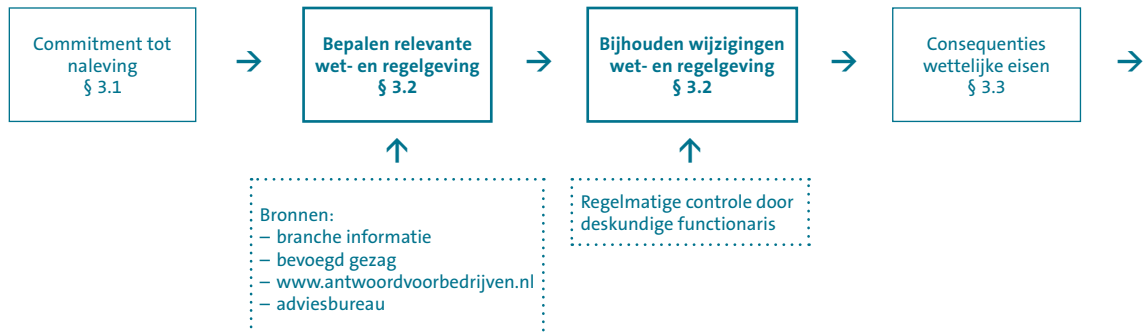 Commitment tot
naleving
§ 3.1
Bepalen relevante
wet- en regelgeving
§ 3.2
Bijhouden wijzigingen
wet- en regelgeving
§ 3.2
Consequenties
wettelijke eisen
§ 3.3
Bronnen:
– branche informatie
– bevoegd gezag
– www.antwoordvoorbedrijven.nl
– adviesbureau
Regelmatige controle door
deskundige functionaris